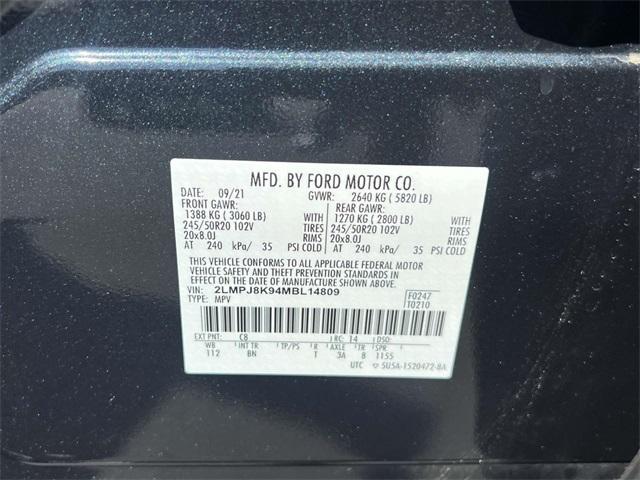 MFD. BY FORD MOTOR CO.
DATE: 09/21 GVWR: 2640 KG ( 5820 LB)
FRONT GAWR: REAR GAWR:
1388 KG ( 3060 LB) WITH 1270 KG ( 2800 LB) WITH
245/50R20 102V TIRES 245/50R20 102V TIRES
20x8.0J RIMS 20x8.0J RIMS
AT 240 kPa/ 35 PSI COLD AT 240 kPa/ 35 PSI COLD
THIS VEHICLE CONFORMS TO ALL APPLICABLE FEDERAL MOTOR
VEHICLE SAFETY AND THEFT PREVENTION STANDARDS IN
EFFECT ON THE DATE OF MANUFACTURE SHOWN ABOVE.
VIN: 2LMPJ8K94MBL14809 F0247
TYPE: MPV T0210
EXT PNT: C8 RC: 14 DSO:
WB INT TR TP/PS R AXLE TR SPR
112 BN T 3A 8 1155
UTC 5U5A-1520472-BA